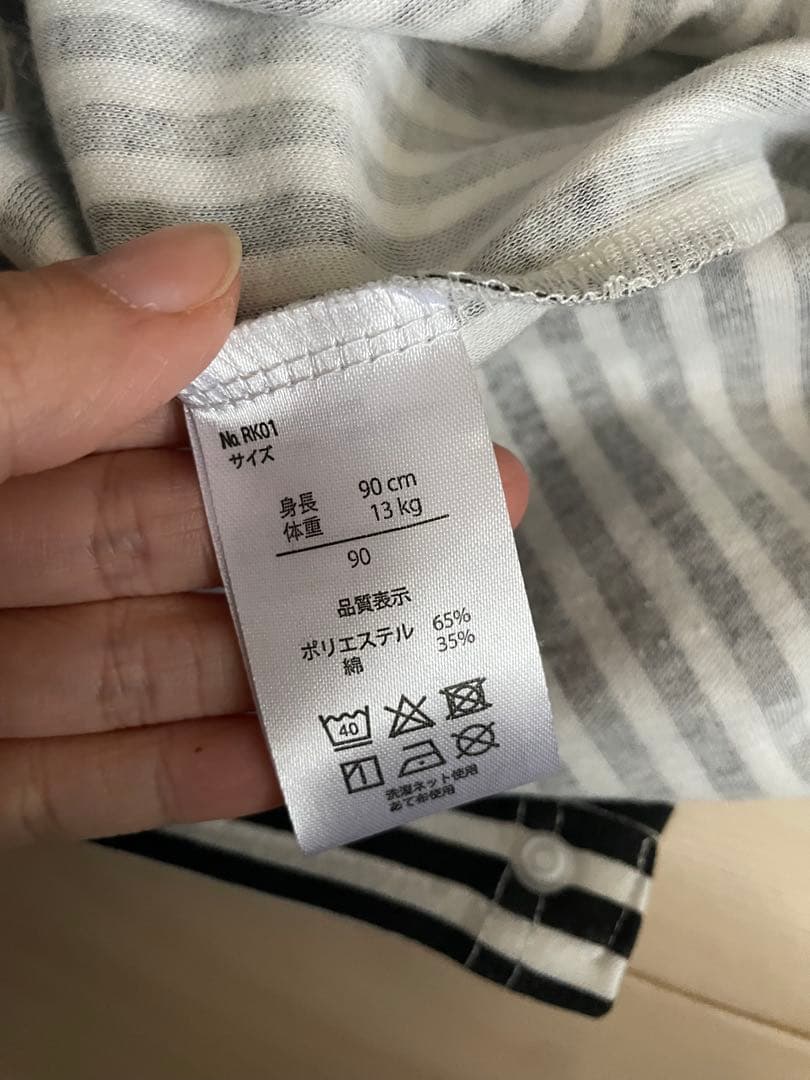 No. RK01
サイズ
身長 90 cm
体重 13 kg
90
品質表示
ポリエステル 65%
綿 35%
40
洗濯ネット使用
あて布使用